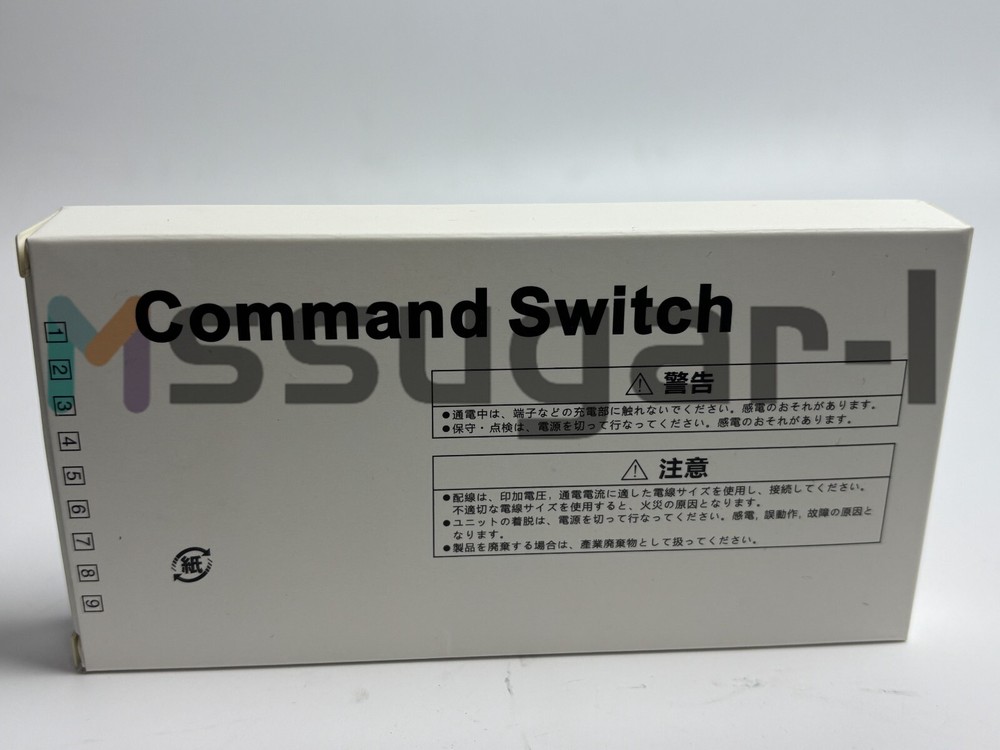 Command Switch
Mssugar-l
1
2
3
4
5
6
7
8
9
警告
●通電中は、端子などの充電部に触れないでください。感電のおそれがあります。
●保守・点検は、電源を切って行なってください。感電のおそれがあります。
注意
●配線は、印加電圧，通電電流に適した電線サイズを使用し、接続してください。
不適切な電線サイズを使用すると、火災の原因となります。
●ユニットの着脱は、電源を切って行なってください。感電，誤動作，故障の原因と
なります。
●製品を廃棄する場合は、産業廃棄物として扱ってください。
紙